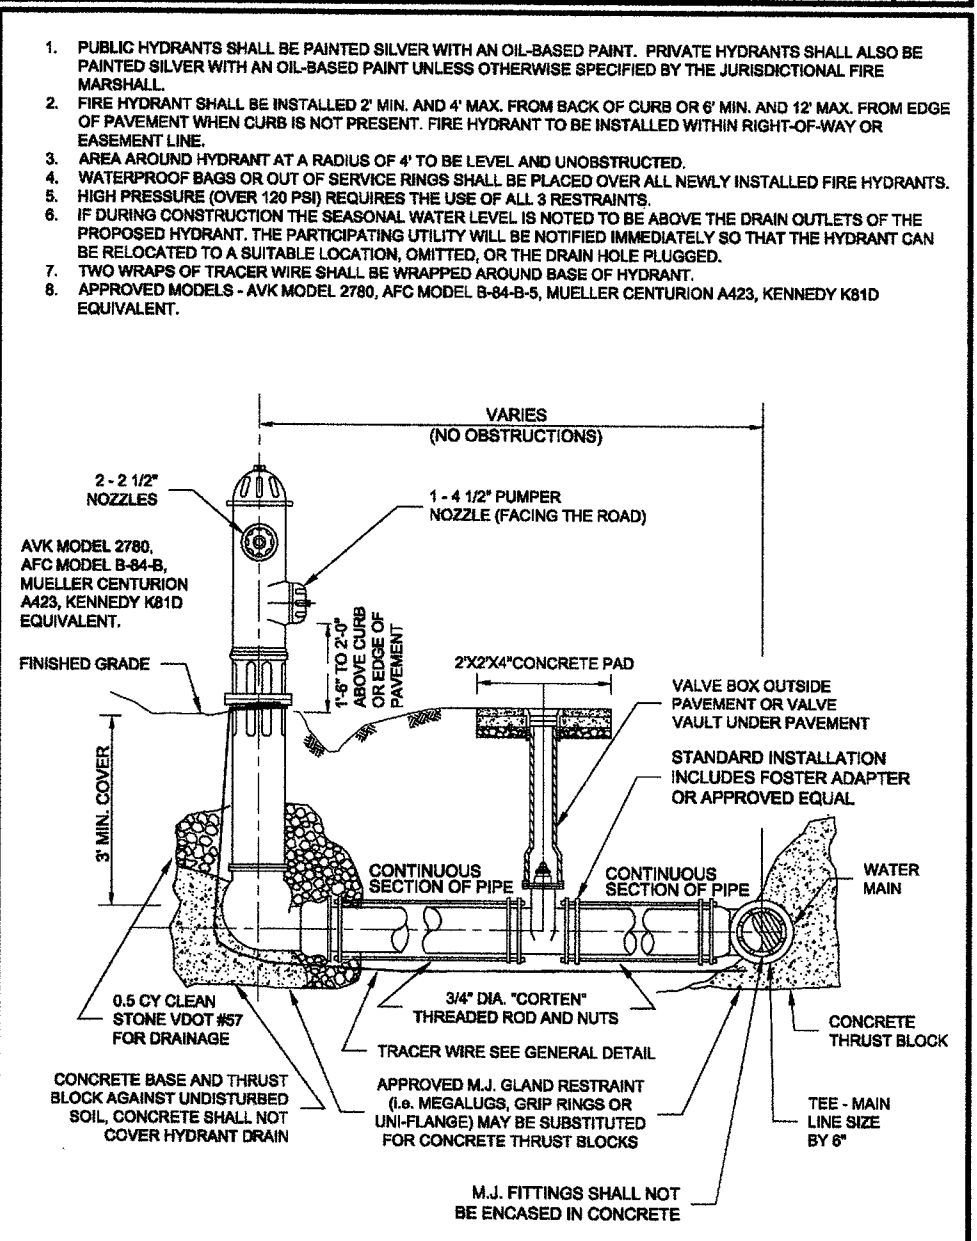 1. PUBLIC HYDRANTS SHALL BE PAINTED SILVER WITH AN OIL-BASED PAINT. PRIVATE HYDRANTS SHALL ALSO BE
PAINTED SILVER WITH AN OIL-BASED PAINT UNLESS OTHERWISE SPECIFIED BY THE JURISDICTIONAL FIRE
MARSHALL.
2. FIRE HYDRANT SHALL BE INSTALLED 2' MIN. AND 4' MAX. FROM BACK OF CURB OR 6' MIN. AND 12' MAX. FROM EDGE
OF PAVEMENT WHEN CURB IS NOT PRESENT. FIRE HYDRANT TO BE INSTALLED WITHIN RIGHT-OF-WAY OR
EASEMENT LINE.
3. AREA AROUND HYDRANT AT A RADIUS OF 4' TO BE LEVEL AND UNOBSTRUCTED.
4. WATERPROOF BAGS OR OUT OF SERVICE RINGS SHALL BE PLACED OVER ALL NEWLY INSTALLED FIRE HYDRANTS.
5. HIGH PRESSURE (OVER 120 PSI) REQUIRES THE USE OF ALL 3 RESTRAINTS.
6. IF DURING CONSTRUCTION THE SEASONAL WATER LEVEL IS NOTED TO BE ABOVE THE DRAIN OUTLETS OF THE
PROPOSED HYDRANT. THE PARTICIPATING UTILITY WILL BE NOTIFIED IMMEDIATELY SO THAT THE HYDRANT CAN
BE RELOCATED TO A SUITABLE LOCATION, OMITTED, OR THE DRAIN HOLE PLUGGED.
7. TWO WRAPS OF TRACER WIRE SHALL BE WRAPPED AROUND BASE OF HYDRANT.
8. APPROVED MODELS - AVK MODEL 2780, AFC MODEL B-84-B-5, MUELLER CENTURION A423, KENNEDY K81D
EQUIVALENT.
VARIES
(NO OBSTRUCTIONS)
2 - 2 1/2"
NOZZLES
1 - 4 1/2" PUMPER
NOZZLE (FACING THE ROAD)
AVK MODEL 2780,
AFC MODEL B-84-B,
MUELLER CENTURION
A423, KENNEDY K81D
EQUIVALENT.
1'-6" TO 2'-0"
ABOVE CURB
OR EDGE OF
PAVEMENT
FINISHED GRADE
2'X2'X4"CONCRETE PAD
VALVE BOX OUTSIDE
PAVEMENT OR VALVE
VAULT UNDER PAVEMENT
STANDARD INSTALLATION
INCLUDES FOSTER ADAPTER
OR APPROVED EQUAL
3' MIN. COVER
CONTINUOUS
SECTION OF PIPE
CONTINUOUS
SECTION OF PIPE
WATER
MAIN
0.5 CY CLEAN
STONE VDOT #57
FOR DRAINAGE
3/4" DIA. "CORTEN"
THREADED ROD AND NUTS
CONCRETE
THRUST BLOCK
TRACER WIRE SEE GENERAL DETAIL
CONCRETE BASE AND THRUST
BLOCK AGAINST UNDISTURBED
SOIL, CONCRETE SHALL NOT
COVER HYDRANT DRAIN
APPROVED M.J. GLAND RESTRAINT
(i.e. MEGALUGS, GRIP RINGS OR
UNI-FLANGE) MAY BE SUBSTITUTED
FOR CONCRETE THRUST BLOCKS
TEE - MAIN
LINE SIZE
BY 6"
M.J. FITTINGS SHALL NOT
BE ENCASED IN CONCRETE